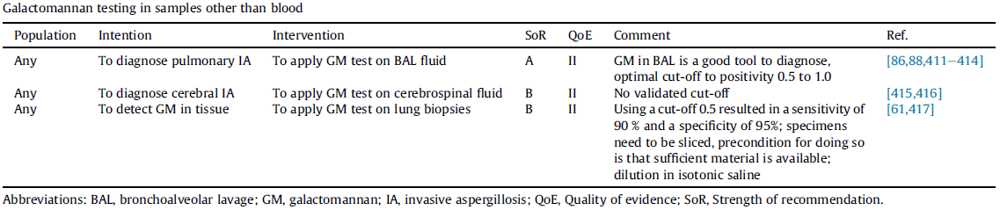 Galactomannan testing in samples other than blood
Population Intention Intervention SoR QoE Comment Ref.
Any To diagnose pulmonary IA To apply GM test on BAL fluid A II GM in BAL is a good tool to diagnose, [86,88,411–414]
optimal cut-off to positivity 0.5 to 1.0
Any To diagnose cerebral IA To apply GM test on cerebrospinal fluid B II No validated cut-off [415,416]
Any To detect GM in tissue To apply GM test on lung biopsies B II Using a cut-off 0.5 resulted in a sensitivity of [61,417]
90 % and a specificity of 95%; specimens
need to be sliced, precondition for doing so
is that sufficient material is available;
dilution in isotonic saline
Abbreviations: BAL, bronchoalveolar lavage; GM, galactomannan; IA, invasive aspergillosis; QoE, Quality of evidence; SoR, Strength of recommendation.